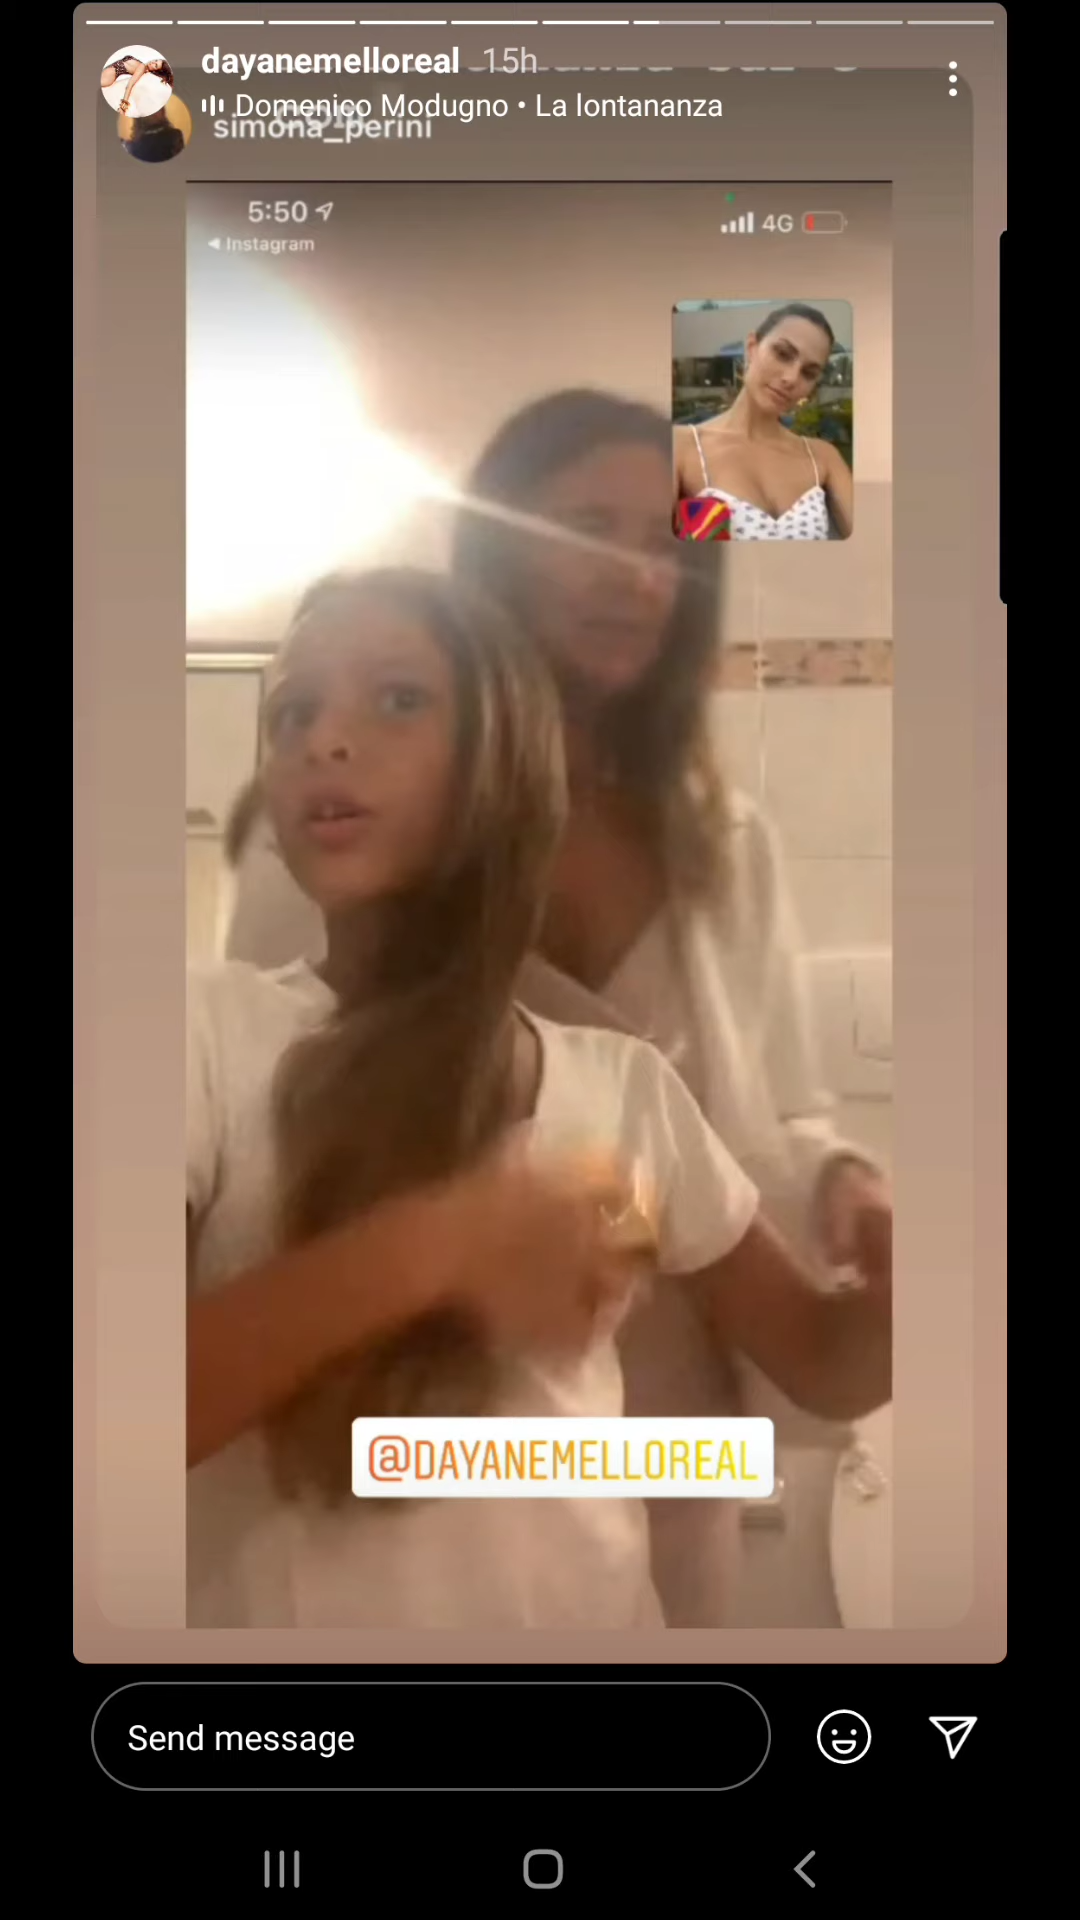 dayanemelloreal 15h
Domenico Modugno • La lontananza
simona_perini
5:50
4G
Instagram
@DAYANEMELLOREAL
Send message